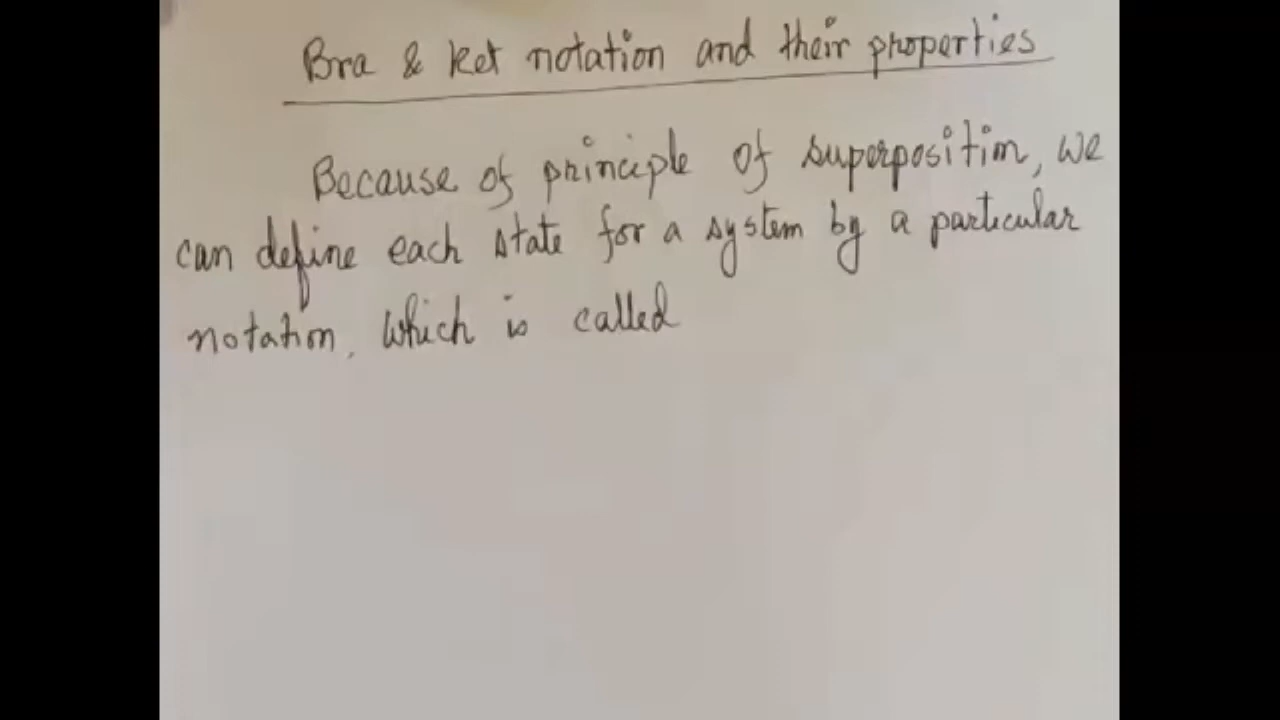 Bra & ket notation and their properties
Because of principle of superposition, we
can define each state for a system by a particular
notation, which is called